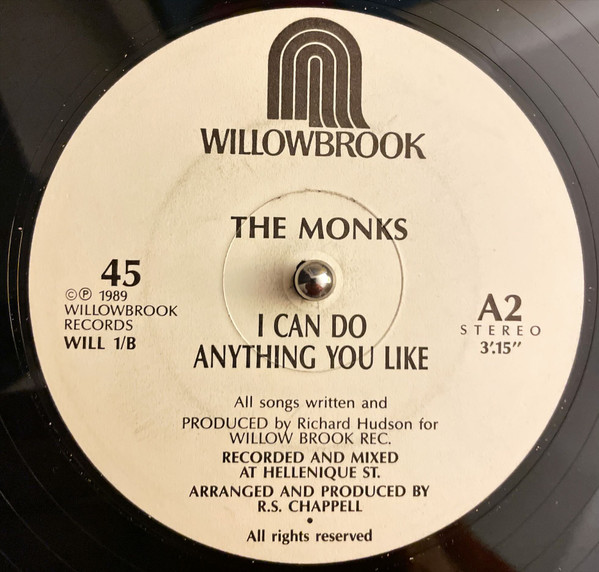 WILLOWBROOK
THE MONKS
45
©℗ 1989
WILLOWBROOK
RECORDS
WILL 1/B
A2
STEREO
3'.15"
I CAN DO
ANYTHING YOU LIKE
All songs written and
PRODUCED by Richard Hudson for
WILLOW BROOK REC.
RECORDED AND MIXED
AT HELLENIQUE ST.
ARRANGED AND PRODUCED BY
R.S. CHAPPELL
•
All rights reserved